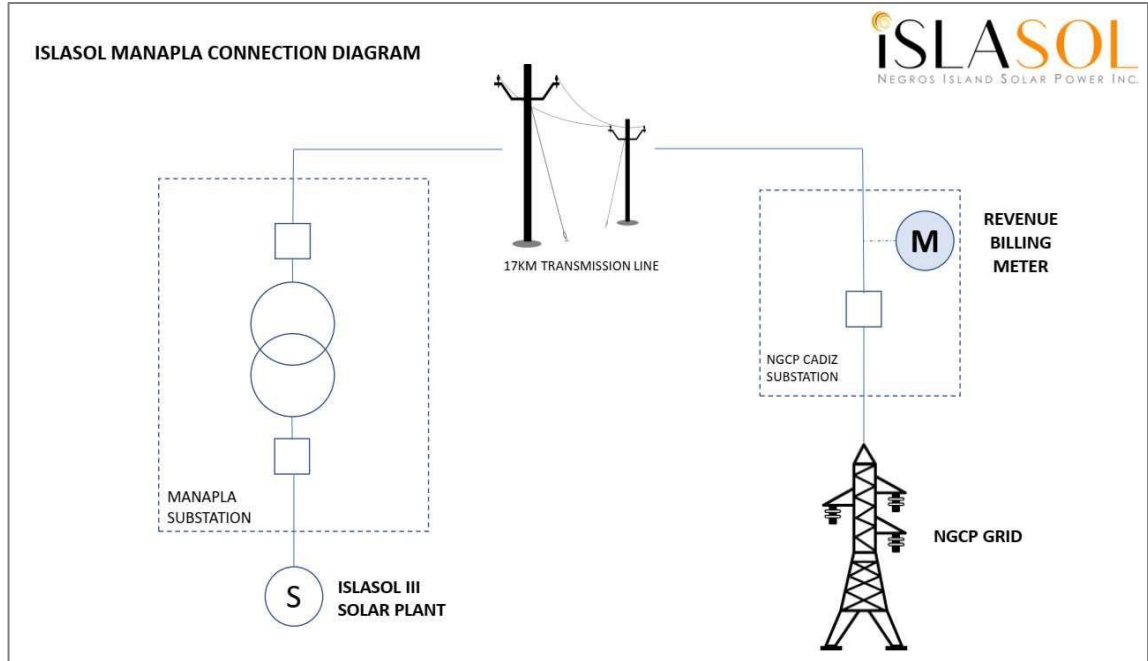 ISLASOL MANAPLA CONNECTION DIAGRAM
iSLASOL
NEGROS ISLAND SOLAR POWER INC.
17KM TRANSMISSION LINE
M
REVENUE
BILLING
METER
NGCP CADIZ
SUBSTATION
MANAPLA
SUBSTATION
S
ISLASOL III
SOLAR PLANT
NGCP GRID